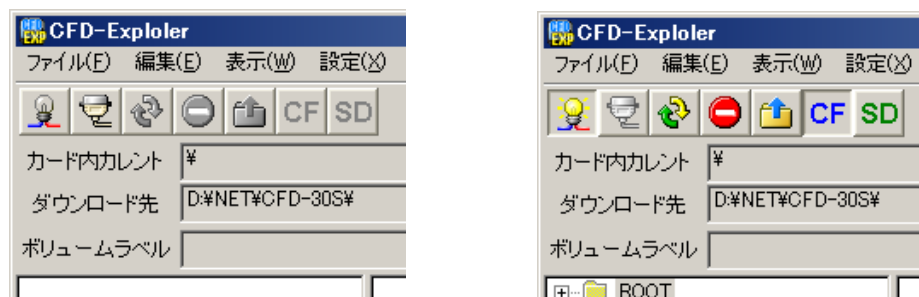 CFD-Exploler
ファイル(F) 編集(E) 表示(W) 設定(X)
CF SD
カード内カレント ¥
ダウンロード先 D:¥NET¥CFD-30S¥
ボリュームラベル
CFD-Exploler
ファイル(F) 編集(E) 表示(W) 設定(X)
CF SD
カード内カレント ¥
ダウンロード先 D:¥NET¥CFD-30S¥
ボリュームラベル
ROOT